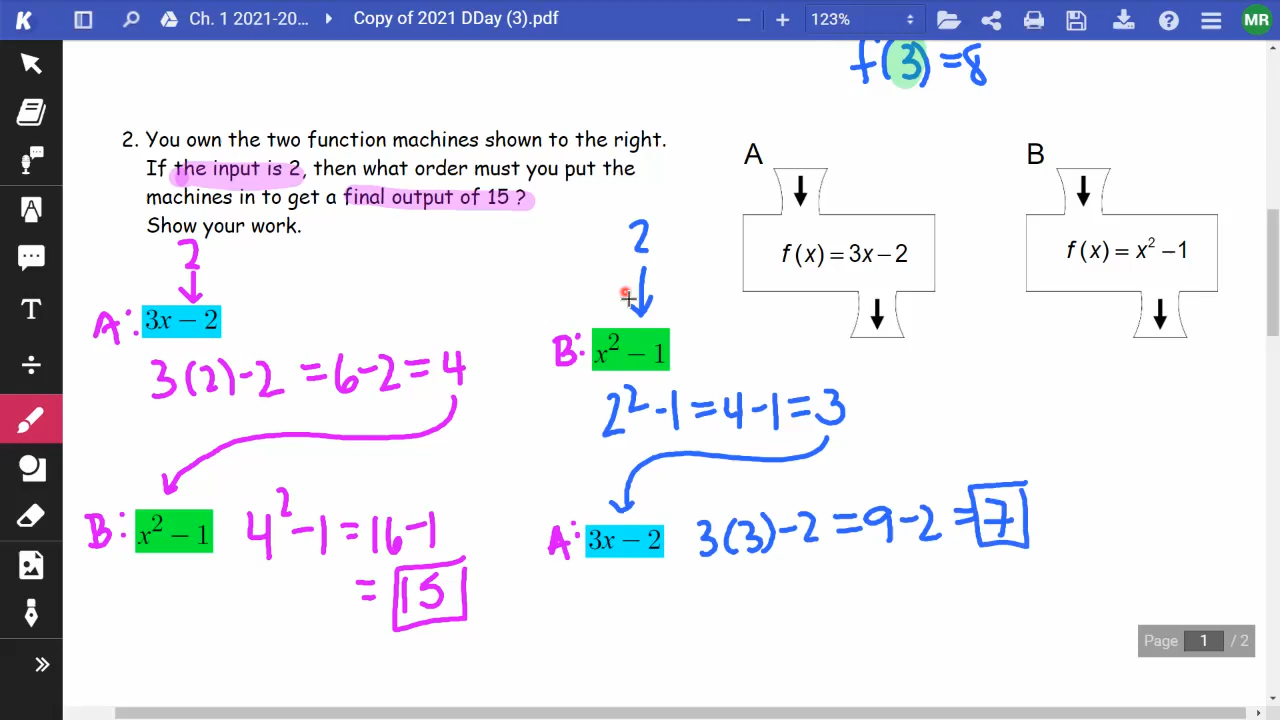 Ch. 1 2021-20... Copy of 2021 DDay (3).pdf 123% MR
f(3) = 8
2. You own the two function machines shown to the right.
If the input is 2, then what order must you put the
machines in to get a final output of 15 ?
Show your work.
A
f(x) = 3x − 2
B
f(x) = x² − 1
2
A: 3x − 2
3(2) - 2 = 6 - 2 = 4
B: x² − 1
4² - 1 = 16 - 1
= 15
2
B: x² − 1
2² - 1 = 4 - 1 = 3
A: 3x − 2
3(3) - 2 = 9 - 2 = 7
Page 1 / 2